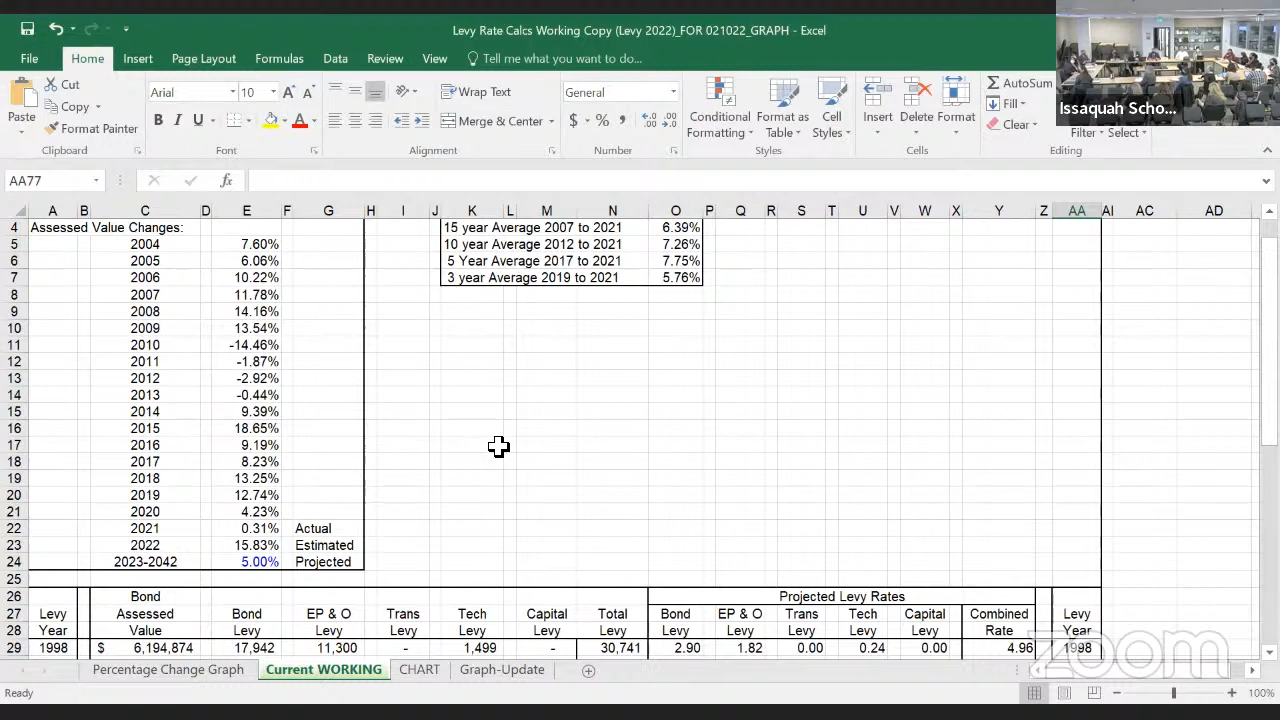 Levy Rate Calcs Working Copy (Levy 2022)_FOR 021022_GRAPH - Excel
File Home Insert Page Layout Formulas Data Review View Tell me what you want to do...
Issaquah Scho...
Paste
Cut
Copy
Format Painter
Clipboard
Arial 10 A A
B I U A
Font
Wrap Text
Merge & Center
Alignment
General
$ % ,
Number
Conditional Formatting
Format as Table
Cell Styles
Styles
Insert Delete Format
Cells
AutoSum
Fill
Clear
Filter Select
Editing
AA77 fx
A B C D E F G H I J K L M N O P Q R S T U V W X Y Z AA AI AC AD
4 Assessed Value Changes: 15 year Average 2007 to 2021 6.39%
5 2004 7.60% 10 year Average 2012 to 2021 7.26%
6 2005 6.06% 5 Year Average 2017 to 2021 7.75%
7 2006 10.22% 3 year Average 2019 to 2021 5.76%
8 2007 11.78%
9 2008 14.16%
10 2009 13.54%
11 2010 -14.46%
12 2011 -1.87%
13 2012 -2.92%
14 2013 -0.44%
15 2014 9.39%
16 2015 18.65%
17 2016 9.19%
18 2017 8.23%
19 2018 13.25%
20 2019 12.74%
21 2020 4.23%
22 2021 0.31% Actual
23 2022 15.83% Estimated
24 2023-2042 5.00% Projected
25
26 Bond Projected Levy Rates
27 Levy Assessed Bond EP & O Trans Tech Capital Total Bond EP & O Trans Tech Capital Combined Levy
28 Year Value Levy Levy Levy Levy Levy Levy Levy Levy Levy Levy Levy Rate Year
29 1998 $ 6,194,874 17,942 11,300 - 1,499 - 30,741 2.90 1.82 0.00 0.24 0.00 4.96 1998
zoom
Percentage Change Graph Current WORKING CHART Graph-Update
Ready 100%